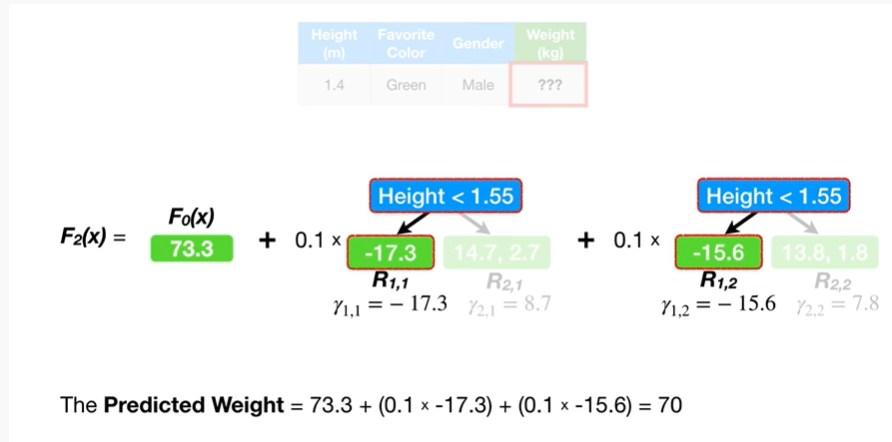 Height (m) Favorite Color Gender Weight (kg)
1.4 Green Male ???
F₂(x) = F₀(x) 73.3 + 0.1 × Height < 1.55 + 0.1 × Height < 1.55
-17.3 14.7, 2.7 -15.6 13.8, 1.8
R₁,₁ R₂,₁ R₁,₂ R₂,₂
γ₁,₁ = − 17.3 γ₂,₁ = 8.7 γ₁,₂ = − 15.6 γ₂,₂ = 7.8
The Predicted Weight = 73.3 + (0.1 × -17.3) + (0.1 × -15.6) = 70